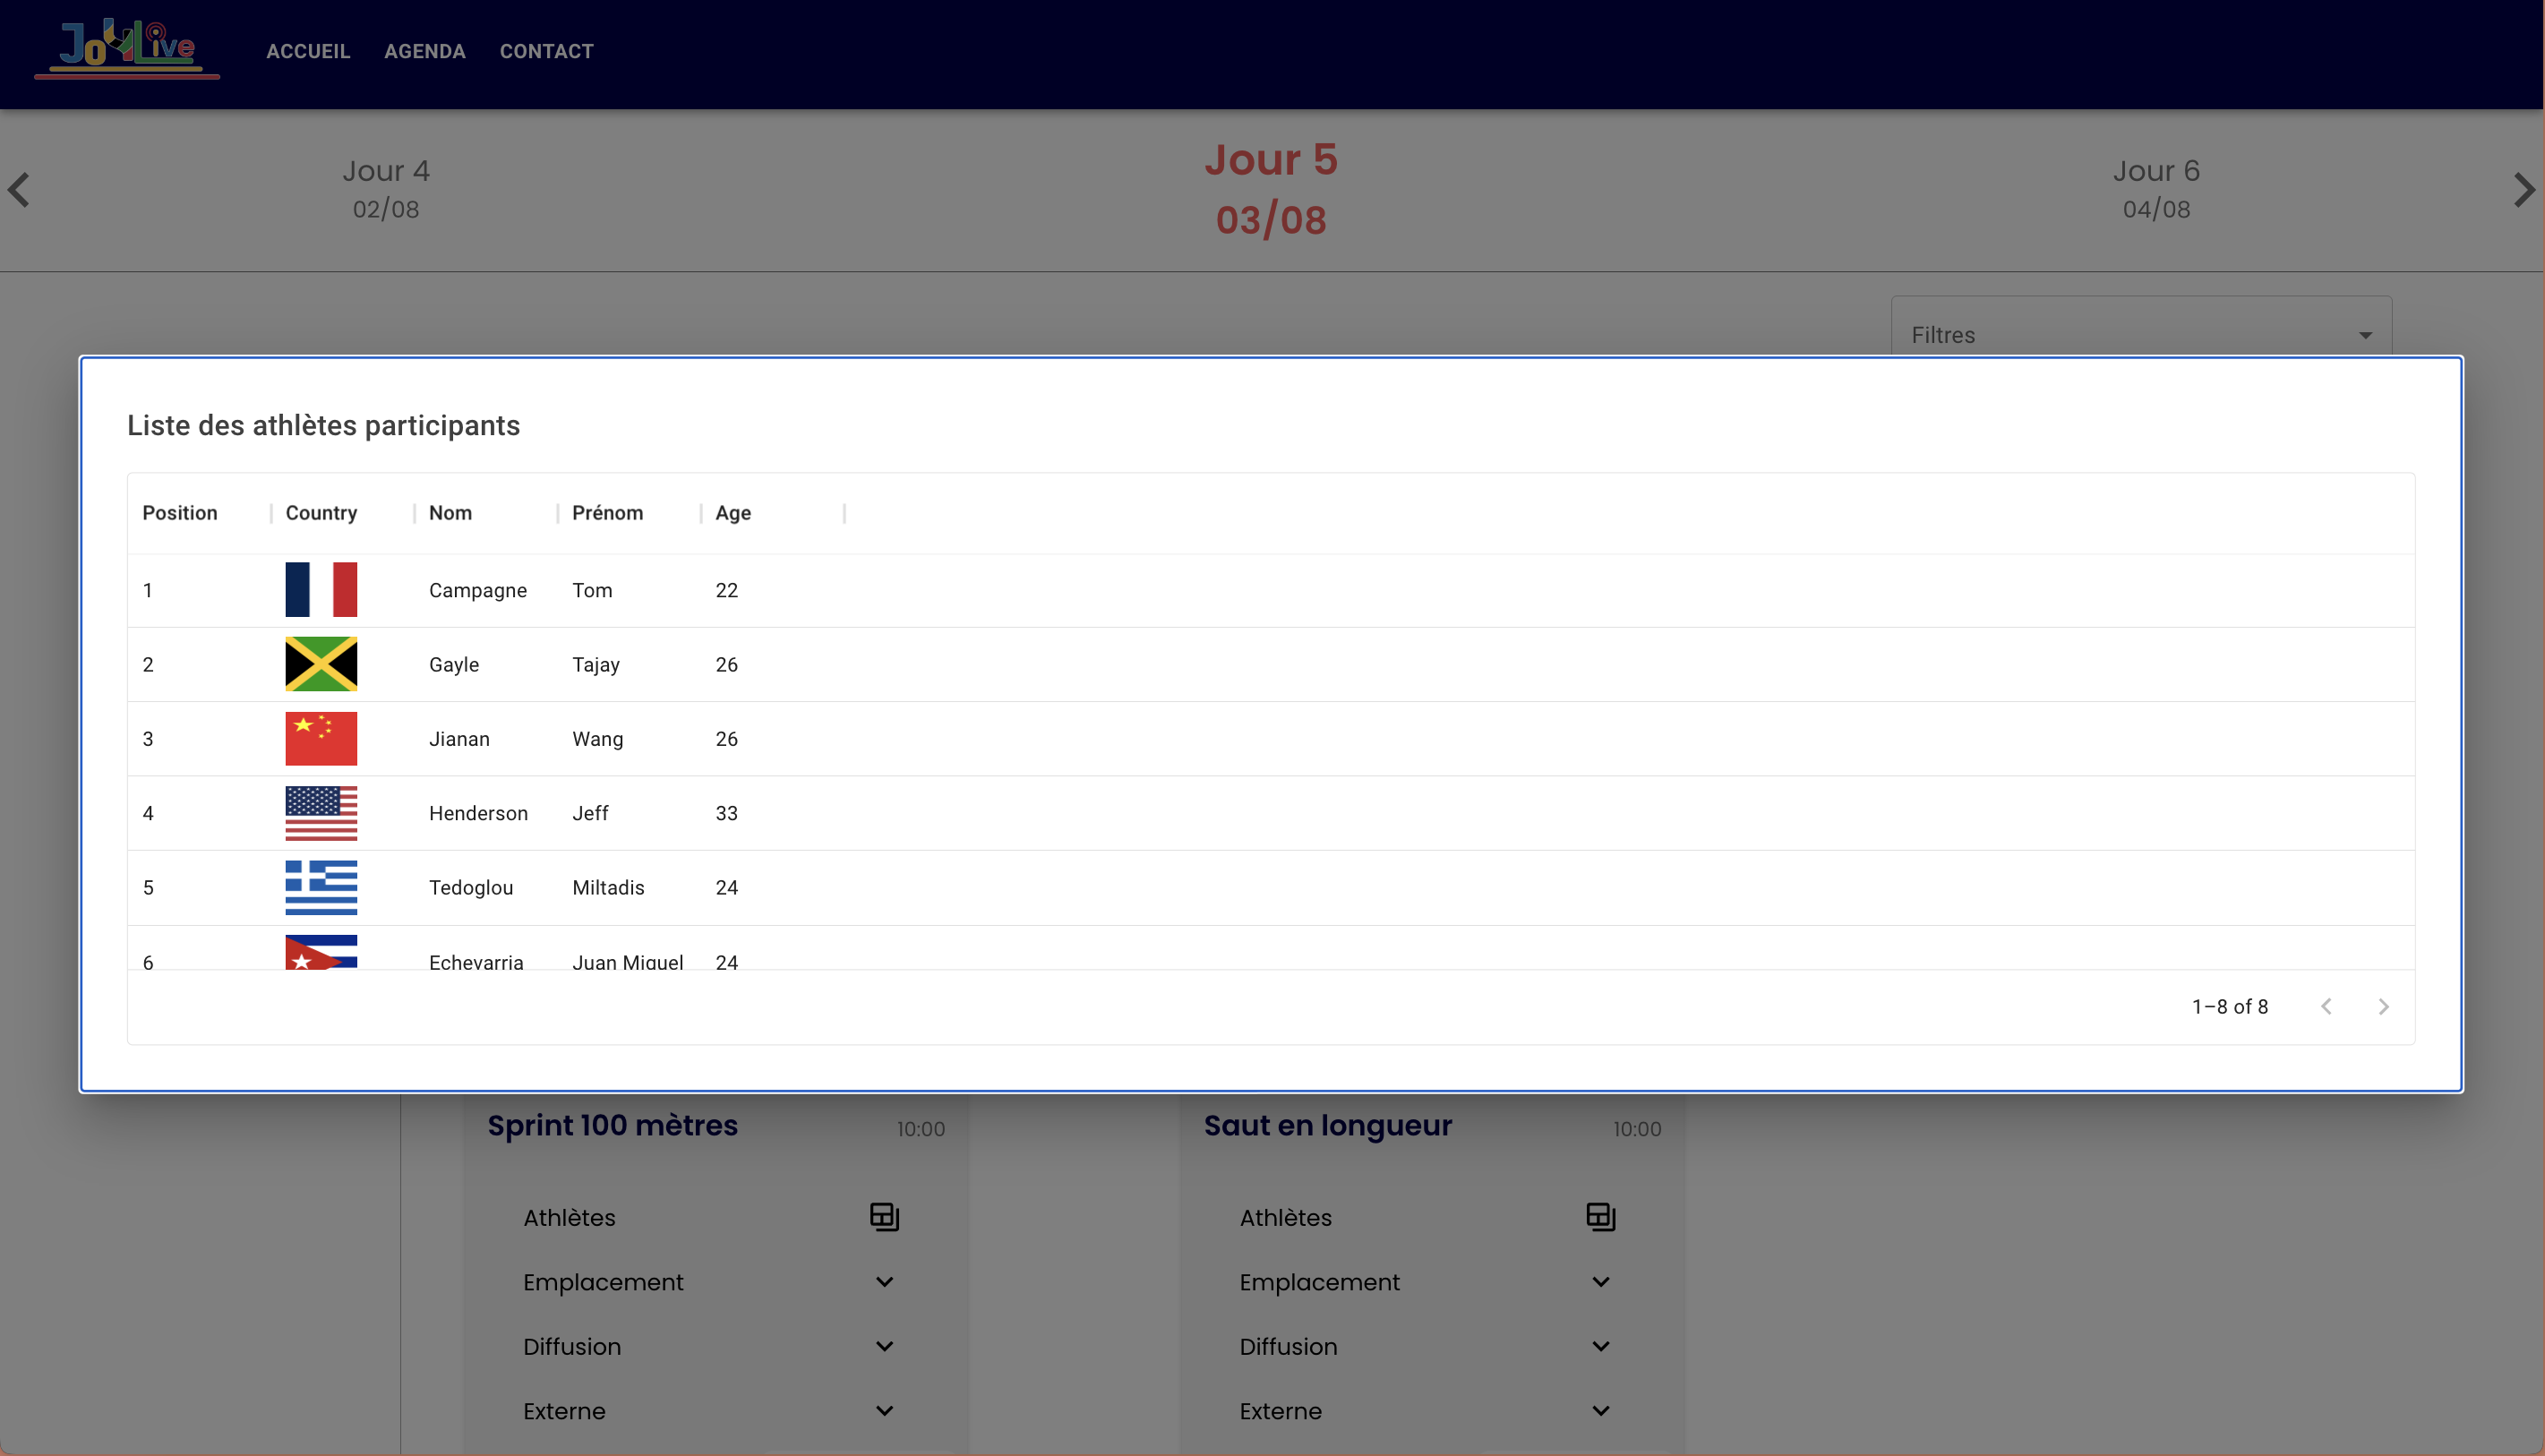 JoyLive ACCUEIL AGENDA CONTACT
Jour 4 Jour 5 Jour 6
02/08 03/08 04/08
Filtres
Liste des athlètes participants
Position Country Nom Prénom Age
1 Campagne Tom 22
2 Gayle Tajay 26
3 Jianan Wang 26
4 Henderson Jeff 33
5 Tedoglou Miltadis 24
6 Echevarria Juan Miguel 24
1–8 of 8
Sprint 100 mètres 10:00 Saut en longueur 10:00
Athlètes Athlètes
Emplacement Emplacement
Diffusion Diffusion
Externe Externe